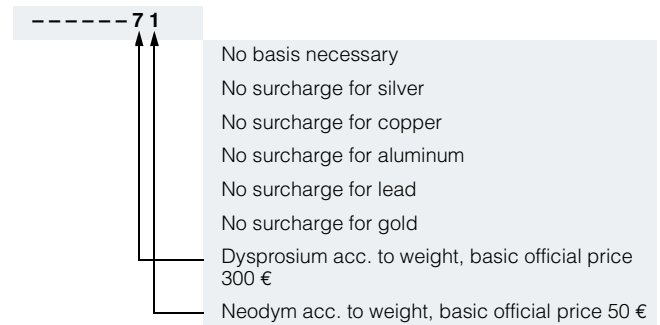 ––––––71
No basis necessary
No surcharge for silver
No surcharge for copper
No surcharge for aluminum
No surcharge for lead
No surcharge for gold
Dysprosium acc. to weight, basic official price
300 €
Neodym acc. to weight, basic official price 50 €